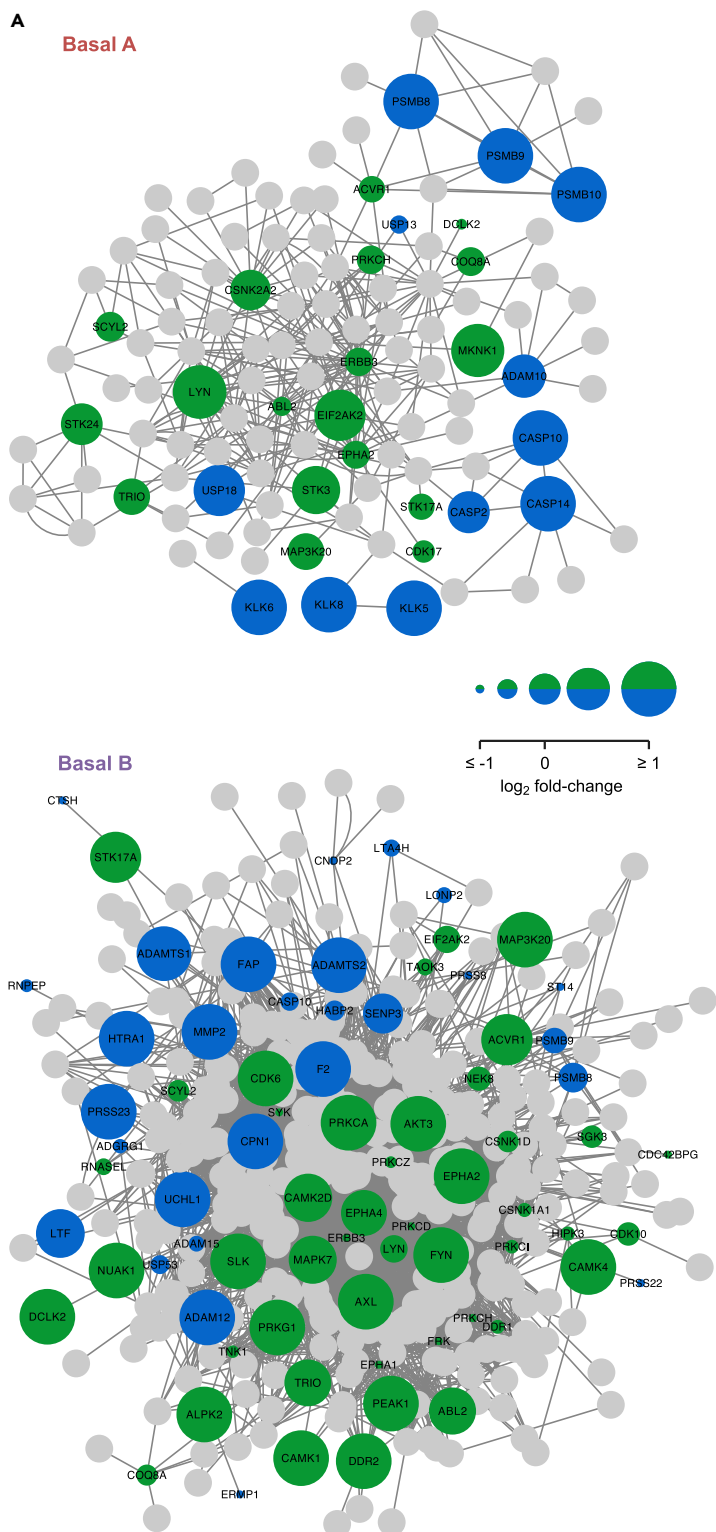 A
Basal A
PSMB8
PSMB9
ACVR1
PSMB10
USP13
DCLK2
PRKCH
COQ8A
CSNK2A2
SCYL2
MKNK1
ERBB3
ADAM10
LYN
ABL2
EIF2AK2
STK24
CASP10
EPHA2
USP18
STK3
TRIO
STK17A
CASP2
CASP14
MAP3K20
CDK17
KLK6
KLK8
KLK5
≤ -1 0 ≥ 1
log2 fold-change
Basal B
CTSH
STK17A
CNDP2
LTA4H
LONP2
EIF2AK2
MAP3K20
ADAMTS1
FAP
ADAMTS2
TAOK3
PRSS8
RNPEP
ST14
CASP10
HABP2
SENP3
HTRA1
MMP2
ACVR1
PSMB9
F2
CDK6
NEK8
PSMB8
SCYL2
PRSS23
SYK
PRKCA
AKT3
SGK3
ADGRG1
CPN1
CSNK1D
RNASEL
PRKCZ
CDC42BPG
EPHA2
UCHL1
CAMK2D
EPHA4
CSNK1A1
LTF
PRKCD
HIPK3
CDK10
ADAM15
ERBB3
LYN
PRKCI
USP53
SLK
MAPK7
FYN
NUAK1
CAMK4
PRSS22
AXL
DCLK2
ADAM12
PRKG1
PRKCH
DDR1
FRK
TNK1
EPHA1
TRIO
PEAK1
ABL2
ALPK2
CAMK1
DDR2
COQ8A
ERMP1